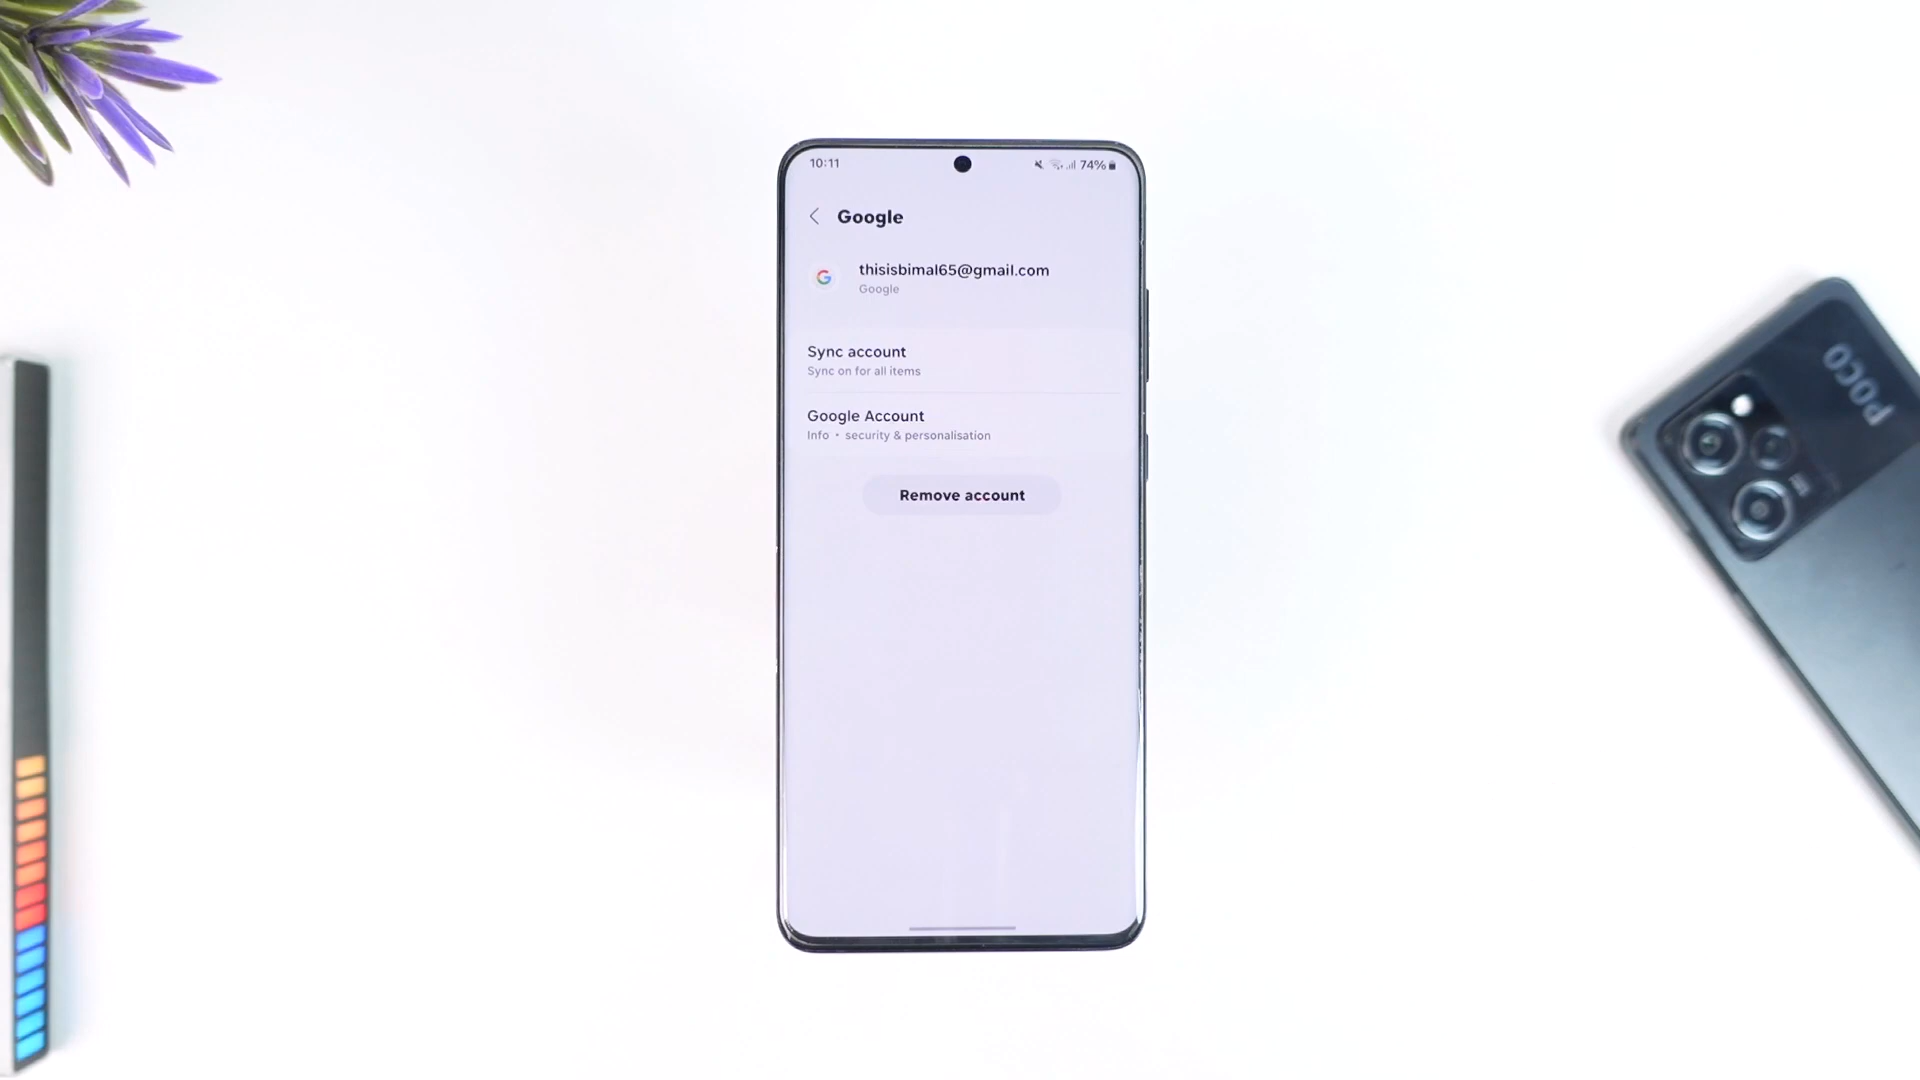 10:11
74%
Google
thisisbimal65@gmail.com
Google
Sync account
Sync on for all items
Google Account
Info • security & personalisation
Remove account
POCO